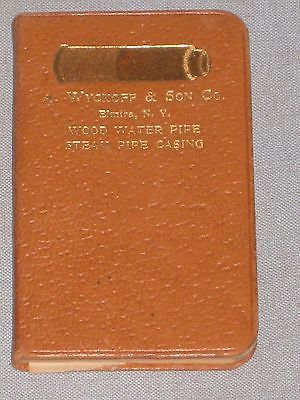 A. WYCKOFF & SON CO.
Elmira, N. Y.
WOOD WATER PIPE
STEAM PIPE CASING